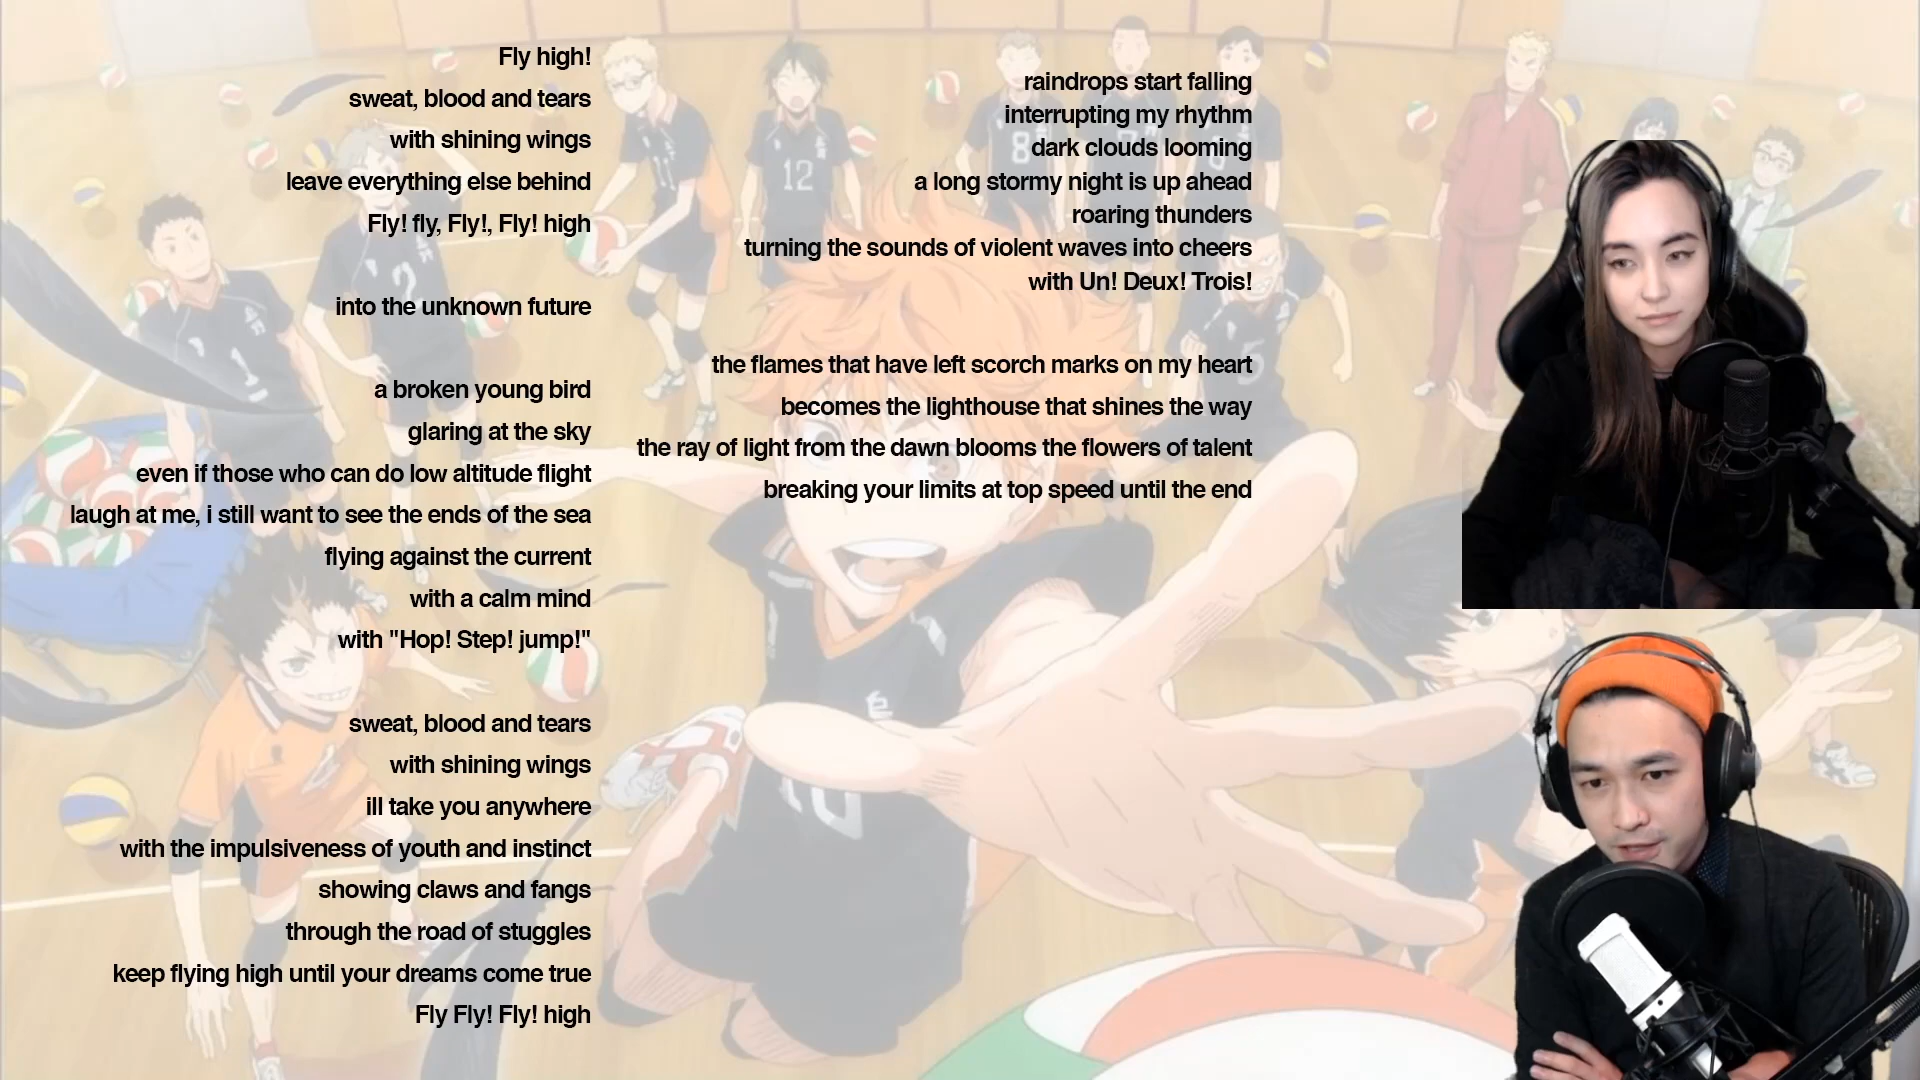 Fly high!
sweat, blood and tears
with shining wings
leave everything else behind
Fly! fly, Fly!, Fly! high
into the unknown future
a broken young bird
glaring at the sky
even if those who can do low altitude flight
laugh at me, i still want to see the ends of the sea
flying against the current
with a calm mind
with "Hop! Step! jump!"
sweat, blood and tears
with shining wings
ill take you anywhere
with the impulsiveness of youth and instinct
showing claws and fangs
through the road of stuggles
keep flying high until your dreams come true
Fly Fly! Fly! high
raindrops start falling
interrupting my rhythm
dark clouds looming
a long stormy night is up ahead
roaring thunders
turning the sounds of violent waves into cheers
with Un! Deux! Trois!
the flames that have left scorch marks on my heart
becomes the lighthouse that shines the way
the ray of light from the dawn blooms the flowers of talent
breaking your limits at top speed until the end
12
8
1
2
5
烏
10